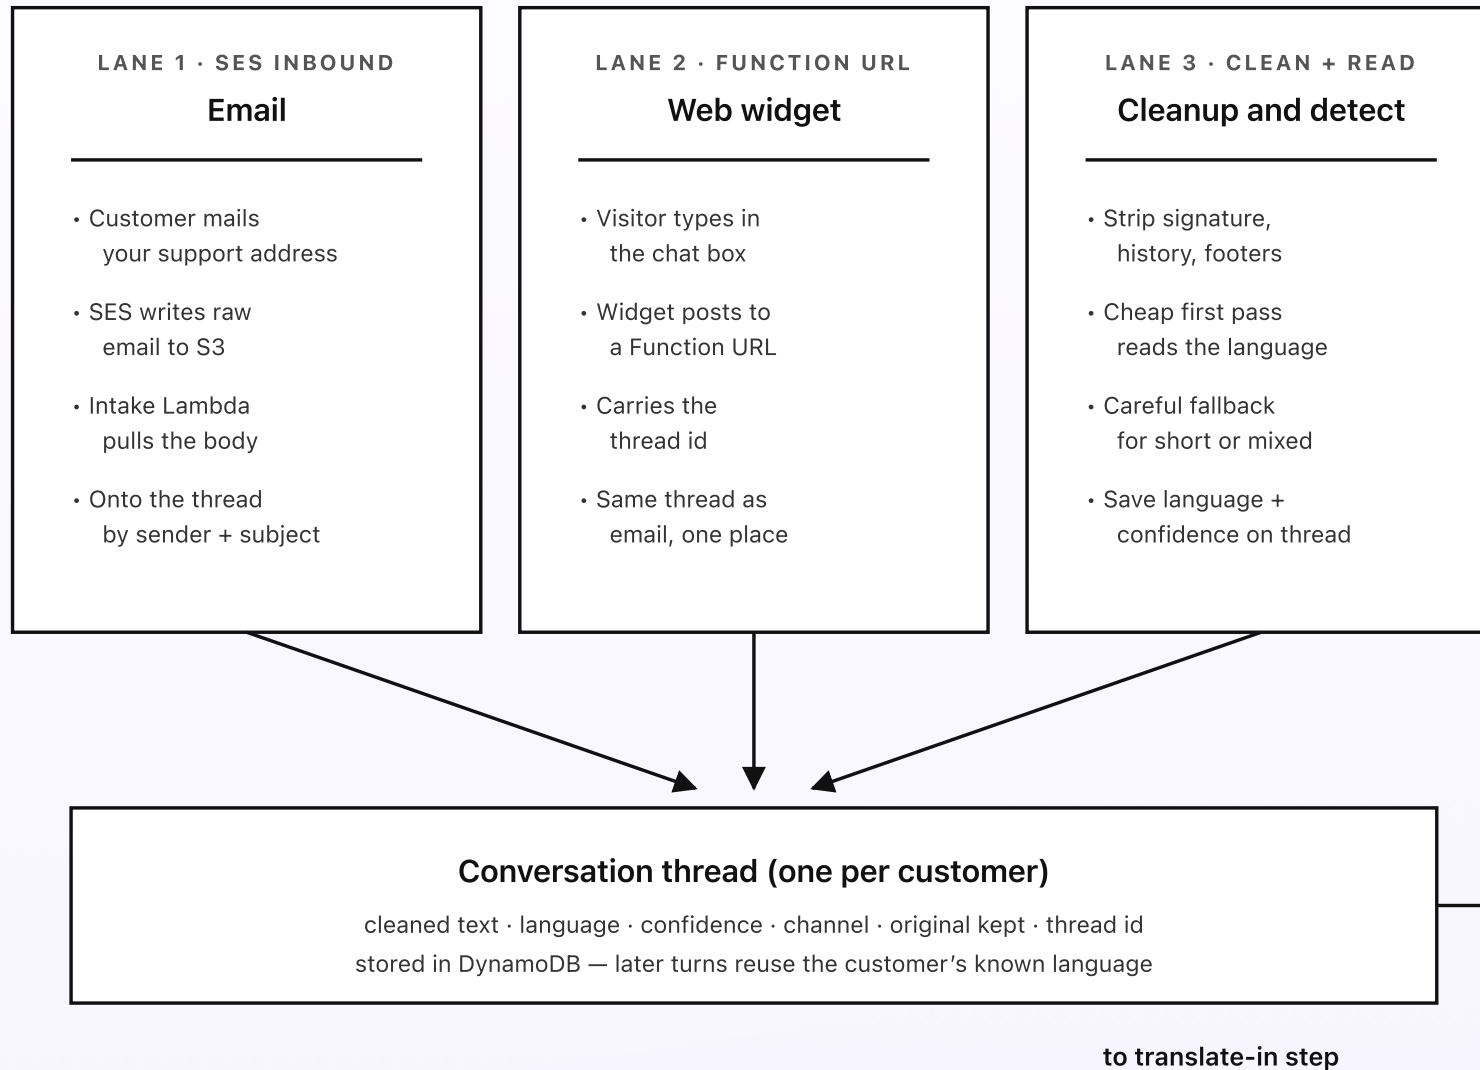 LANE 1 · SES INBOUND
Email
• Customer mails
your support address
• SES writes raw
email to S3
• Intake Lambda
pulls the body
• Onto the thread
by sender + subject
LANE 2 · FUNCTION URL
Web widget
• Visitor types in
the chat box
• Widget posts to
a Function URL
• Carries the
thread id
• Same thread as
email, one place
LANE 3 · CLEAN + READ
Cleanup and detect
• Strip signature,
history, footers
• Cheap first pass
reads the language
• Careful fallback
for short or mixed
• Save language +
confidence on thread
Conversation thread (one per customer)
cleaned text · language · confidence · channel · original kept · thread id
stored in DynamoDB — later turns reuse the customer’s known language
to translate-in step